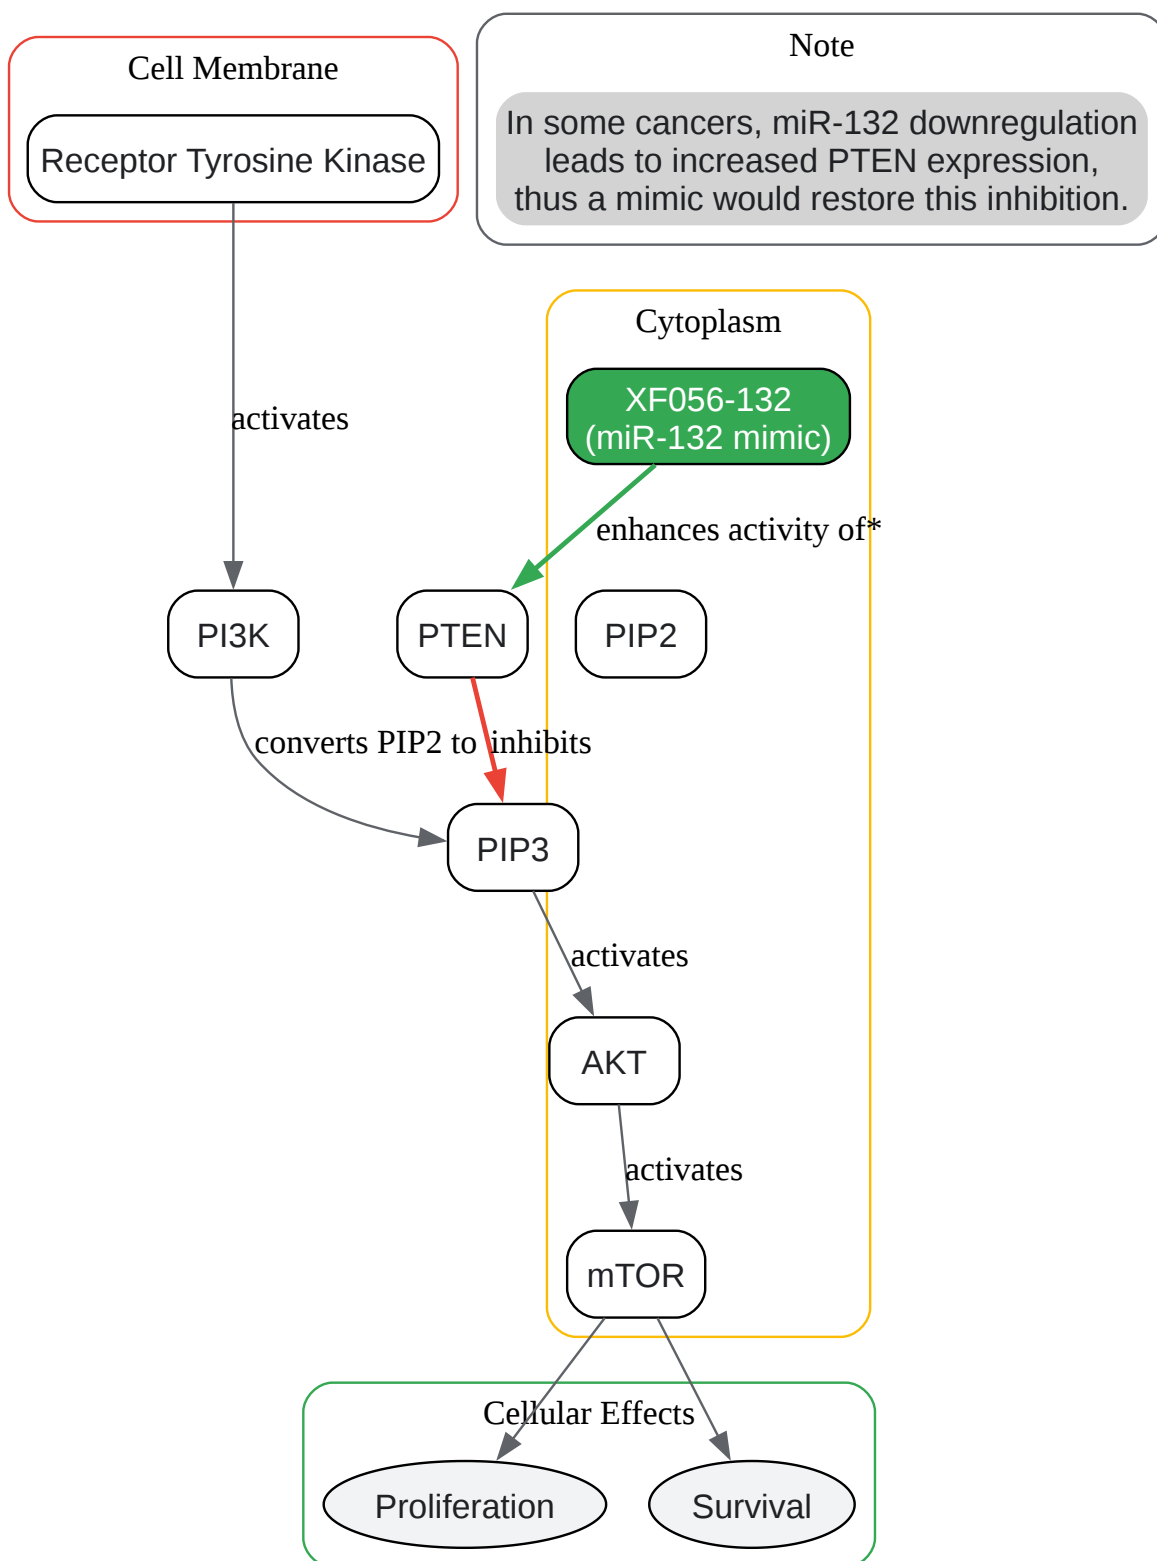 Cell Membrane
Receptor Tyrosine Kinase
Note
In some cancers, miR-132 downregulation
leads to increased PTEN expression,
thus a mimic would restore this inhibition.
Cytoplasm
XF056-132
(miR-132 mimic)
activates
enhances activity of*
PI3K
PTEN
PIP2
converts PIP2 to
inhibits
PIP3
activates
AKT
activates
mTOR
Cellular Effects
Proliferation
Survival